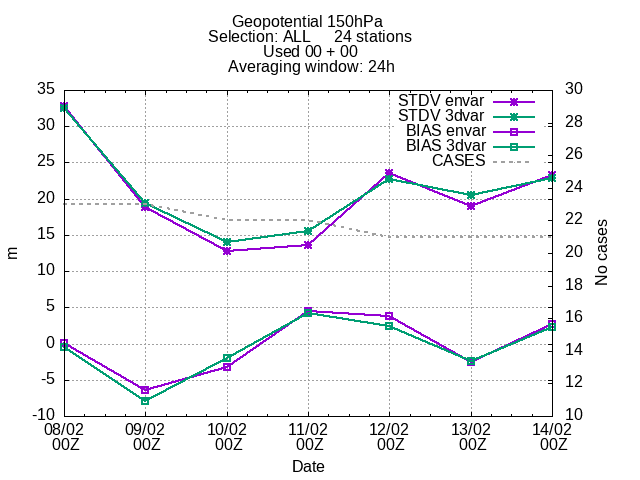 Geopotential 150hPa
Selection: ALL 24 stations
Used 00 + 00
Averaging window: 24h
35
30
25
20
15
10
5
0
-5
-10
m
STDV envar
STDV 3dvar
BIAS envar
BIAS 3dvar
CASES
30
28
26
24
22
20
18
16
14
12
10
No cases
08/02 09/02 10/02 11/02 12/02 13/02 14/02
00Z 00Z 00Z 00Z 00Z 00Z 00Z
Date